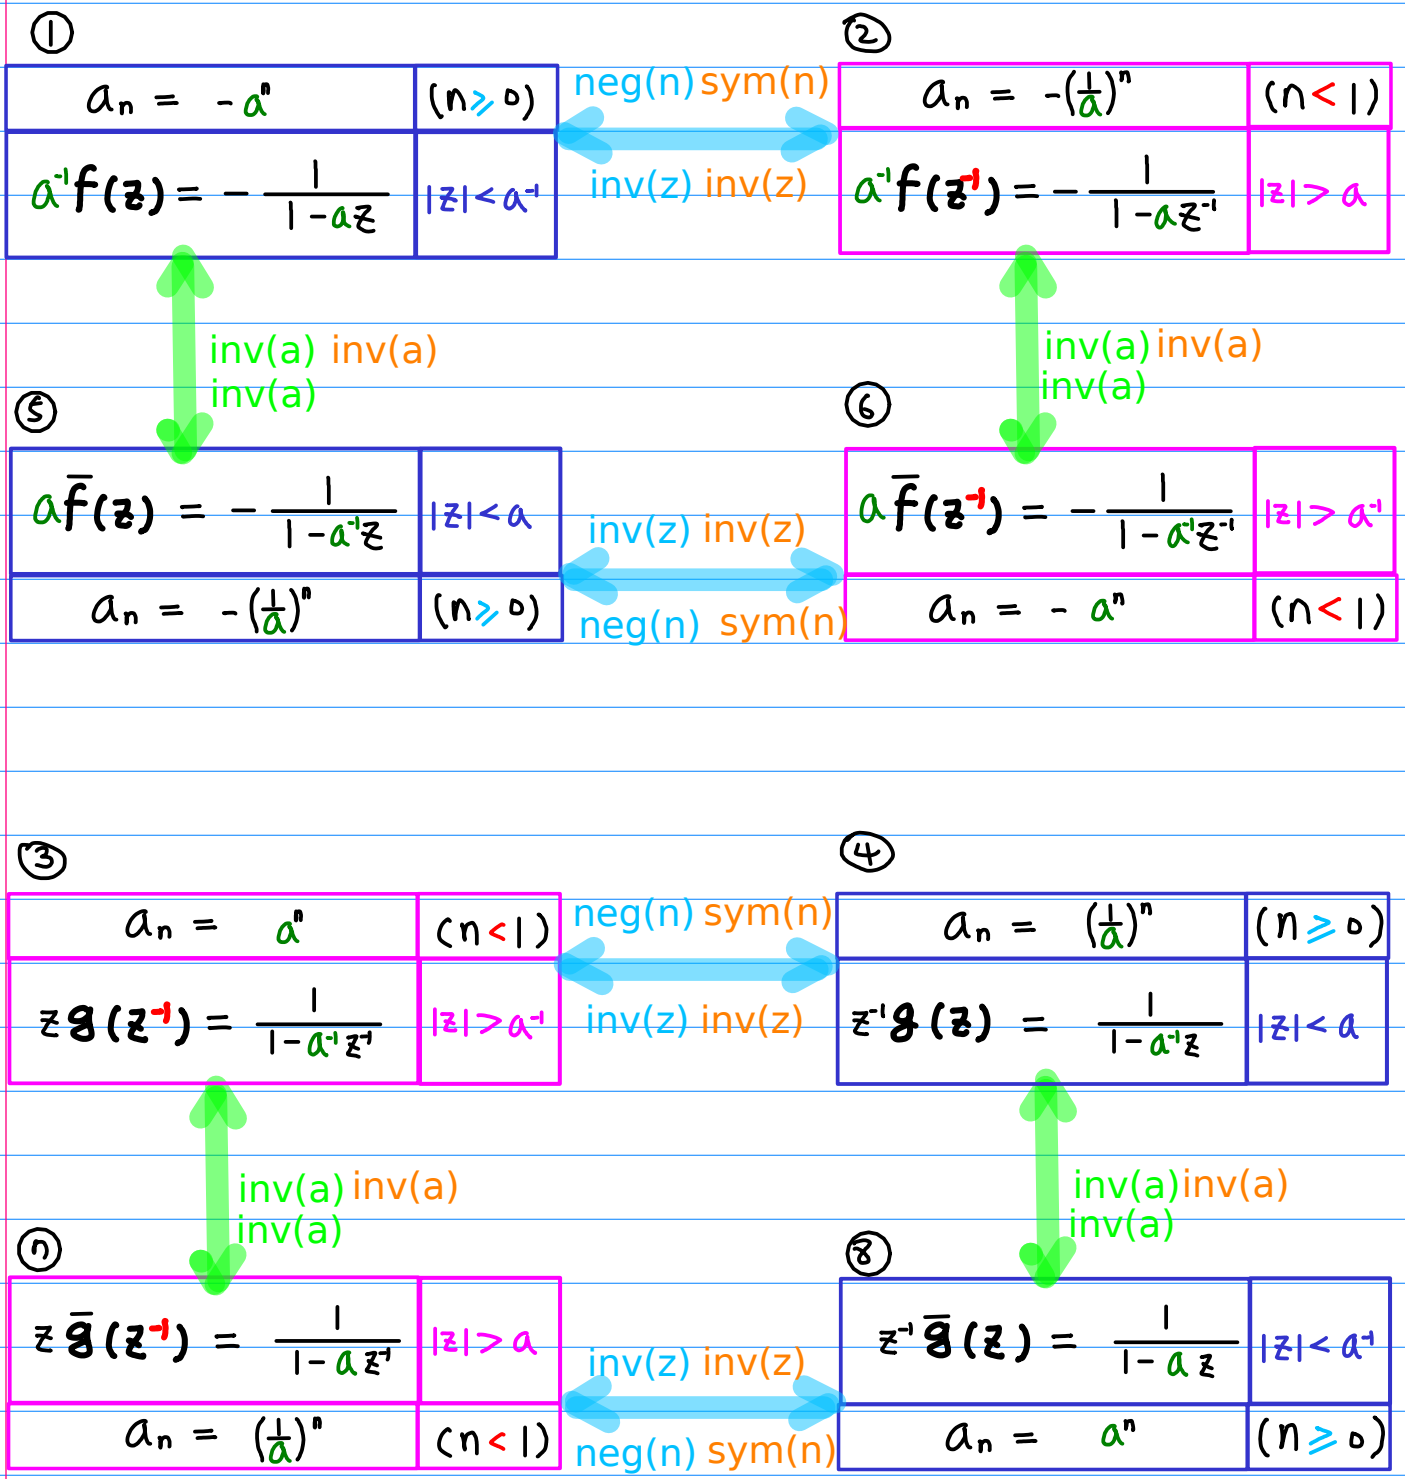 ① ②
aₙ = -aⁿ (n⩾0) neg(n) sym(n) aₙ = -(1/a)ⁿ (n<1)
a⁻¹f(z) = - 1/(1-az) |z|<a⁻¹ inv(z) inv(z) a⁻¹f(z⁻¹) = - 1/(1-az⁻¹) |z|>a
inv(a) inv(a) inv(a) inv(a)
inv(a) inv(a)
⑤ ⑥
af̅(z) = - 1/(1-a⁻¹z) |z|<a inv(z) inv(z) af̅(z⁻¹) = - 1/(1-a⁻¹z⁻¹) |z|>a⁻¹
aₙ = -(1/a)ⁿ (n⩾0) neg(n) sym(n) aₙ = - aⁿ (n<1)
③ ④
aₙ = aⁿ (n<1) neg(n) sym(n) aₙ = (1/a)ⁿ (n⩾0)
zg(z⁻¹) = 1/(1-a⁻¹z⁻¹) |z|>a⁻¹ inv(z) inv(z) z⁻¹g(z) = 1/(1-a⁻¹z) |z|<a
inv(a) inv(a) inv(a) inv(a)
inv(a) inv(a)
⑦ ⑧
zg̅(z⁻¹) = 1/(1-az⁻¹) |z|>a inv(z) inv(z) z⁻¹g̅(z) = 1/(1-az) |z|<a⁻¹
aₙ = (1/a)ⁿ (n<1) neg(n) sym(n) aₙ = aⁿ (n⩾0)